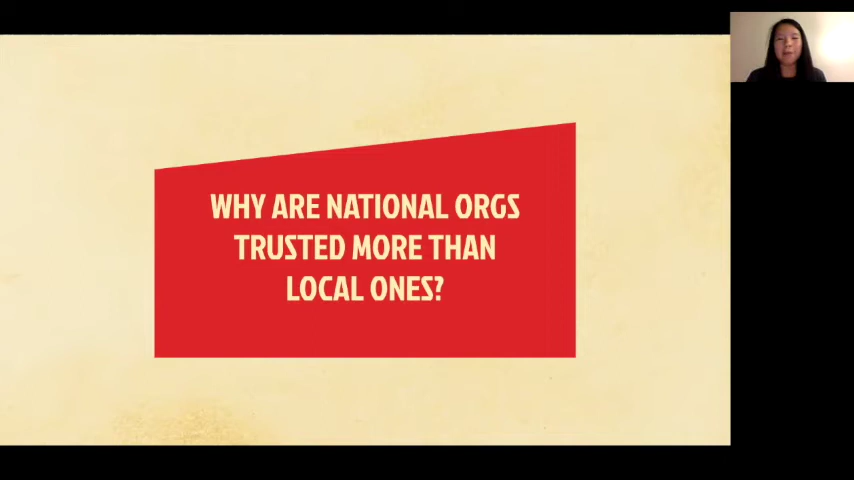 WHY ARE NATIONAL ORGS
TRUSTED MORE THAN
LOCAL ONES?